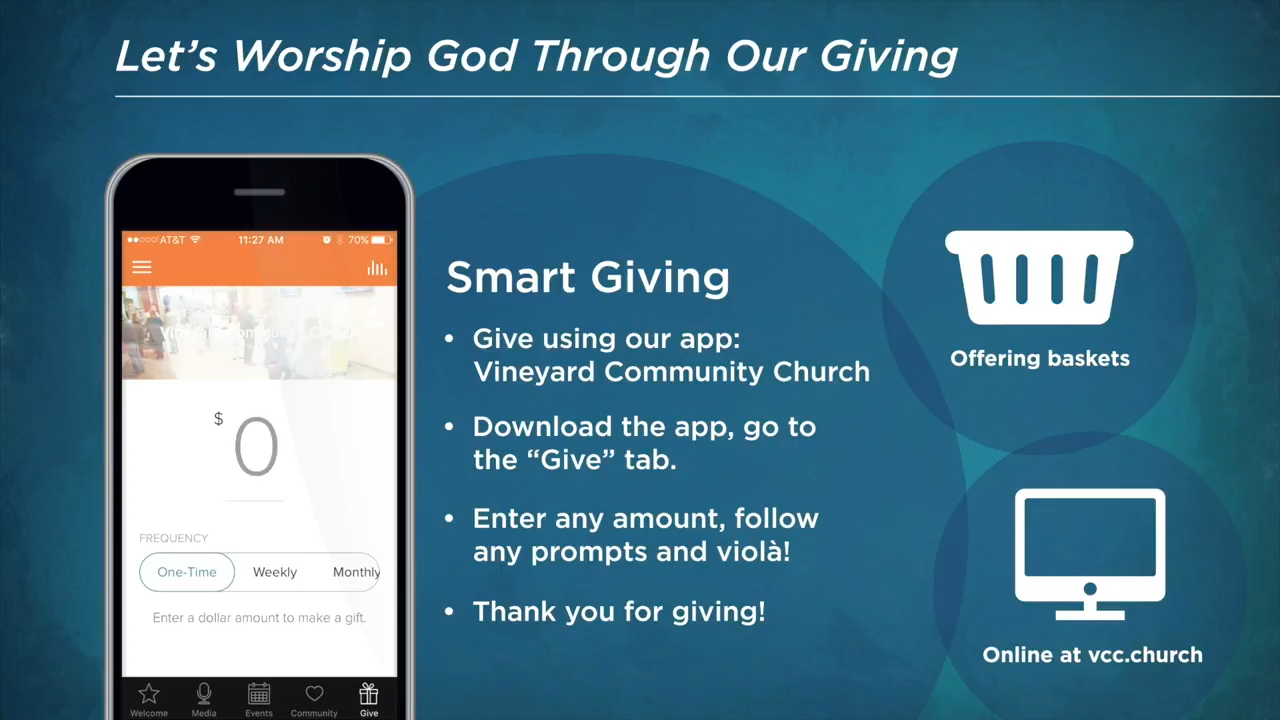 Let's Worship God Through Our Giving
AT&T 11:27 AM 70%
$
0
FREQUENCY
One-Time Weekly Monthly
Enter a dollar amount to make a gift.
Welcome Media Events Community Give
Smart Giving
• Give using our app:
Vineyard Community Church
• Download the app, go to
the “Give” tab.
• Enter any amount, follow
any prompts and violà!
• Thank you for giving!
Offering baskets
Online at vcc.church